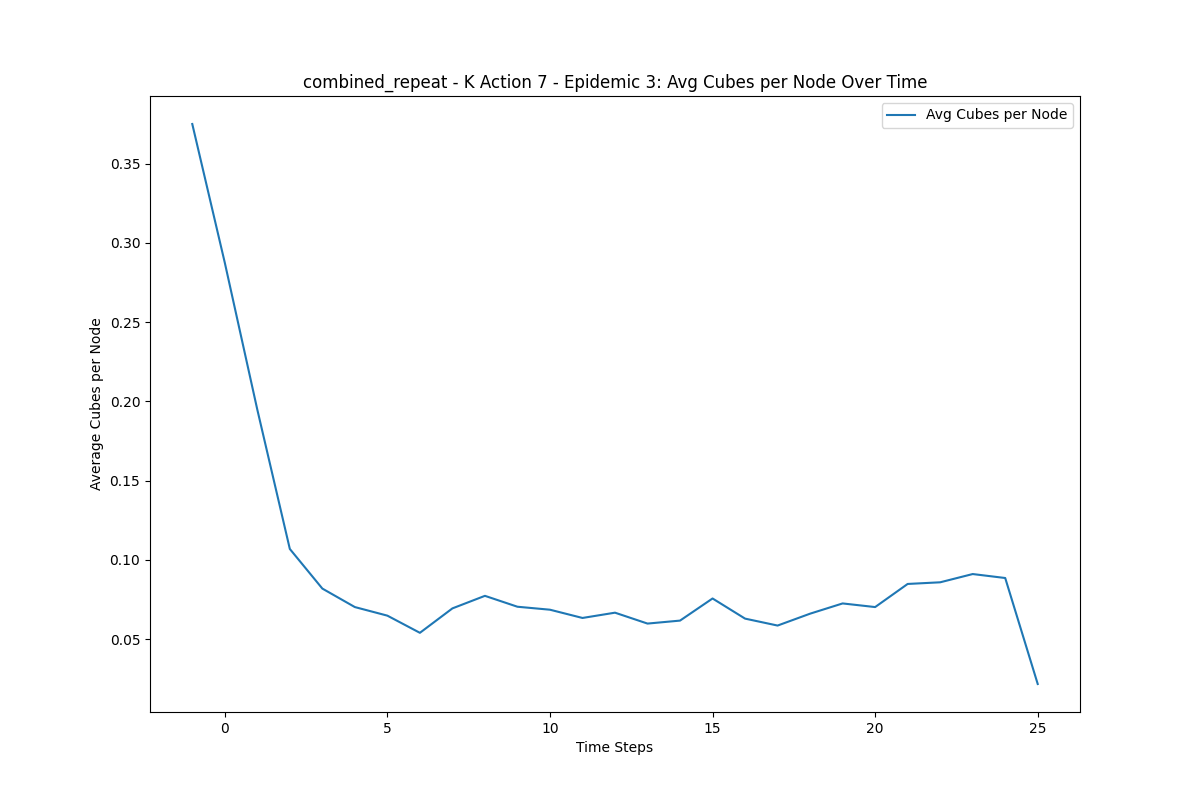 combined_repeat - K Action 7 - Epidemic 3: Avg Cubes per Node Over Time
Avg Cubes per Node
Average Cubes per Node
0.35
0.30
0.25
0.20
0.15
0.10
0.05
0 5 10 15 20 25
Time Steps